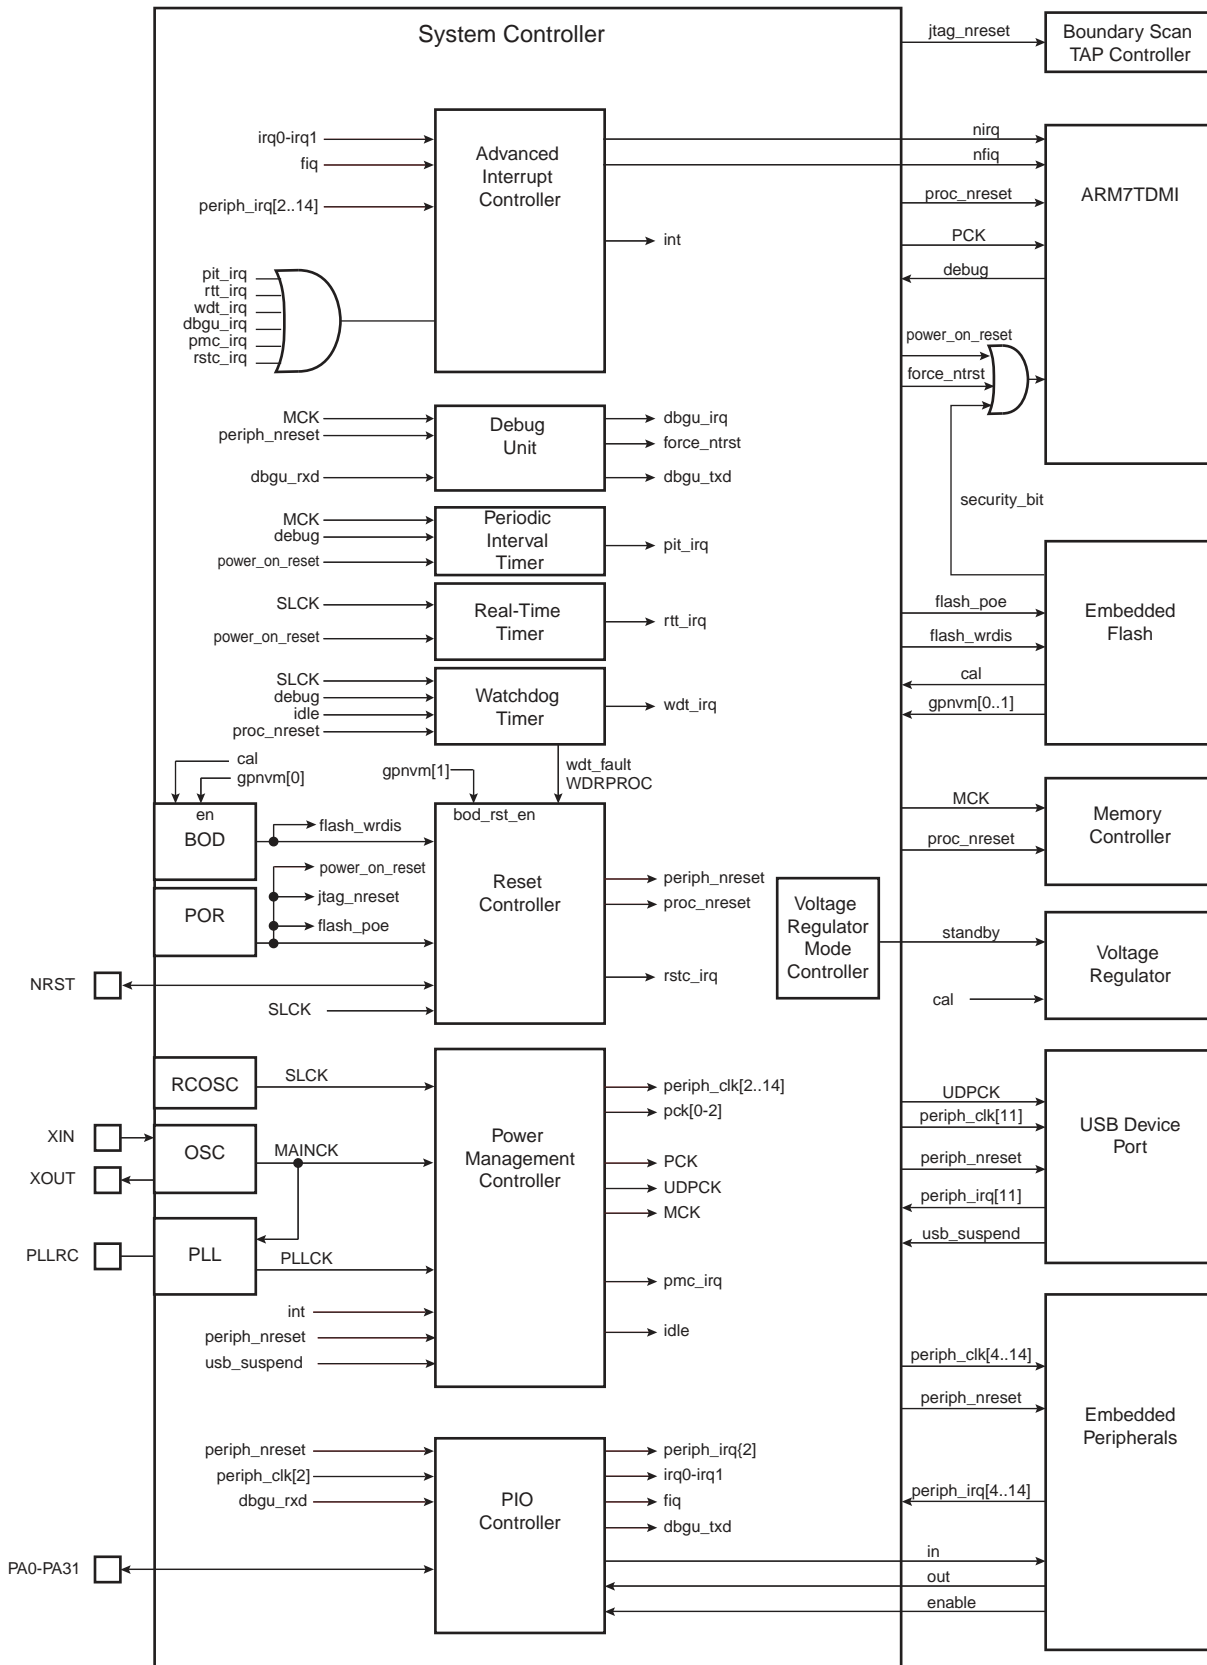 System Controller
jtag_nreset
Boundary Scan
TAP Controller
irq0-irq1
fiq
periph_irq[2..14]
Advanced
Interrupt
Controller
int
nirq
nfiq
proc_nreset
PCK
debug
ARM7TDMI
pit_irq
rtt_irq
wdt_irq
dbgu_irq
pmc_irq
rstc_irq
power_on_reset
force_ntrst
security_bit
MCK
periph_nreset
dbgu_rxd
Debug
Unit
dbgu_irq
force_ntrst
dbgu_txd
MCK
debug
power_on_reset
Periodic
Interval
Timer
pit_irq
SLCK
power_on_reset
Real-Time
Timer
rtt_irq
flash_poe
flash_wrdis
cal
gpnvm[0..1]
Embedded
Flash
SLCK
debug
idle
proc_nreset
Watchdog
Timer
wdt_irq
cal
gpnvm[0]
gpnvm[1]
wdt_fault
WDRPROC
en
BOD
flash_wrdis
bod_rst_en
MCK
proc_nreset
Memory
Controller
POR
power_on_reset
jtag_nreset
flash_poe
Reset
Controller
periph_nreset
proc_nreset
rstc_irq
Voltage
Regulator
Mode
Controller
standby
cal
Voltage
Regulator
NRST
SLCK
RCOSC
SLCK
XIN
XOUT
OSC
MAINCK
PLLRC
PLL
PLLCK
int
periph_nreset
usb_suspend
Power
Management
Controller
periph_clk[2..14]
pck[0-2]
PCK
UDPCK
MCK
pmc_irq
idle
UDPCK
periph_clk[11]
periph_nreset
periph_irq[11]
usb_suspend
USB Device
Port
periph_clk[4..14]
periph_nreset
periph_irq[4..14]
in
out
enable
Embedded
Peripherals
periph_nreset
periph_clk[2]
dbgu_rxd
PIO
Controller
periph_irq{2]
irq0-irq1
fiq
dbgu_txd
PA0-PA31